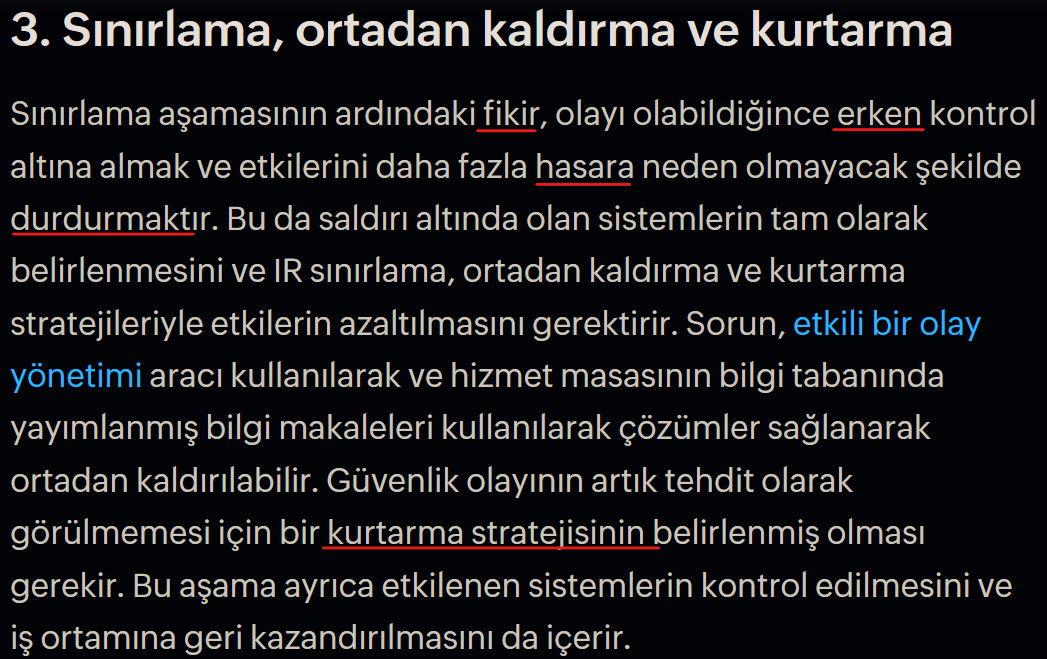 3. Sınırlama, ortadan kaldırma ve kurtarma
Sınırlama aşamasının ardındaki fikir, olayı olabildiğince erken kontrol
altına almak ve etkilerini daha fazla hasara neden olmayacak şekilde
durdurmaktır. Bu da saldırı altında olan sistemlerin tam olarak
belirlenmesini ve IR sınırlama, ortadan kaldırma ve kurtarma
stratejileriyle etkilerin azaltılmasını gerektirir. Sorun, etkili bir olay
yönetimi aracı kullanılarak ve hizmet masasının bilgi tabanında
yayımlanmış bilgi makaleleri kullanılarak çözümler sağlanarak
ortadan kaldırılabilir. Güvenlik olayının artık tehdit olarak
görülmemesi için bir kurtarma stratejisinin belirlenmiş olması
gerekir. Bu aşama ayrıca etkilenen sistemlerin kontrol edilmesini ve
iş ortamına geri kazandırılmasını da içerir.